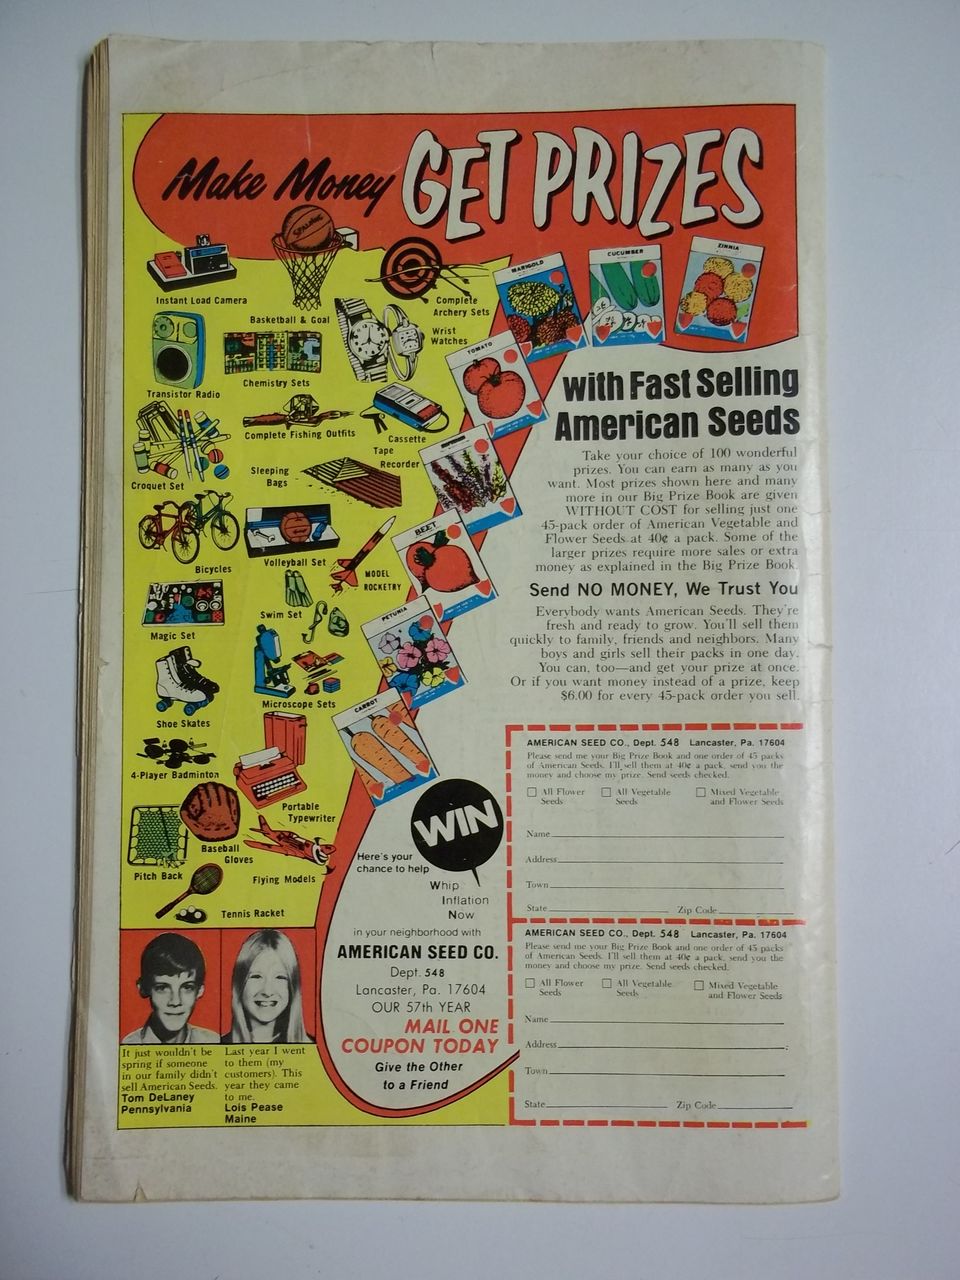 Make Money GET PRIZES
SPALDING
Instant Load Camera
Basketball & Goal
Complete
Archery Sets
Wrist
Watches
Transistor Radio
Chemistry Sets
Complete Fishing Outfits
Cassette
Tape
Recorder
Croquet Set
Sleeping
Bags
Bicycles
Volleyball Set
MODEL
ROCKETRY
Swim Set
Magic Set
Shoe Skates
Microscope Sets
4-Player Badminton
Portable
Typewriter
Baseball
Gloves
Pitch Back
Flying Models
Tennis Racket
MARIGOLD
CUCUMBER
ZINNIA
TOMATO
BEET
PETUNIA
CARROT
with Fast Selling
American Seeds
Take your choice of 100 wonderful
prizes. You can earn as many as you
want. Most prizes shown here and many
more in our Big Prize Book are given
WITHOUT COST for selling just one
45-pack order of American Vegetable and
Flower Seeds at 40¢ a pack. Some of the
larger prizes require more sales or extra
money as explained in the Big Prize Book.
Send NO MONEY, We Trust You
Everybody wants American Seeds. They're
fresh and ready to grow. You'll sell them
quickly to family, friends and neighbors. Many
boys and girls sell their packs in one day.
You can, too—and get your prize at once.
Or if you want money instead of a prize, keep
$6.00 for every 45-pack order you sell.
WIN
Here's your
chance to help
Whip
Inflation
Now
in your neighborhood with
AMERICAN SEED CO.
Dept. 548
Lancaster, Pa. 17604
OUR 57th YEAR
MAIL ONE
COUPON TODAY
Give the Other
to a Friend
It just wouldn't be
spring if someone
in our family didn't
sell American Seeds.
Tom DeLaney
Pennsylvania
Last year I went
to them (my
customers). This
year they came
to me.
Lois Pease
Maine
AMERICAN SEED CO., Dept. 548 Lancaster, Pa. 17604
Please send me your Big Prize Book and one order of 45 packs
of American Seeds. I'll sell them at 40¢ a pack, send you the
money and choose my prize. Send seeds checked.
All Flower
Seeds
All Vegetable
Seeds
Mixed Vegetable
and Flower Seeds
Name
Address
Town
State Zip Code
AMERICAN SEED CO., Dept. 548 Lancaster, Pa. 17604
Please send me your Big Prize Book and one order of 45 packs
of American Seeds. I'll sell them at 40¢ a pack, send you the
money and choose my prize. Send seeds checked.
All Flower
Seeds
All Vegetable
Seeds
Mixed Vegetable
and Flower Seeds
Name
Address
Town
State Zip Code